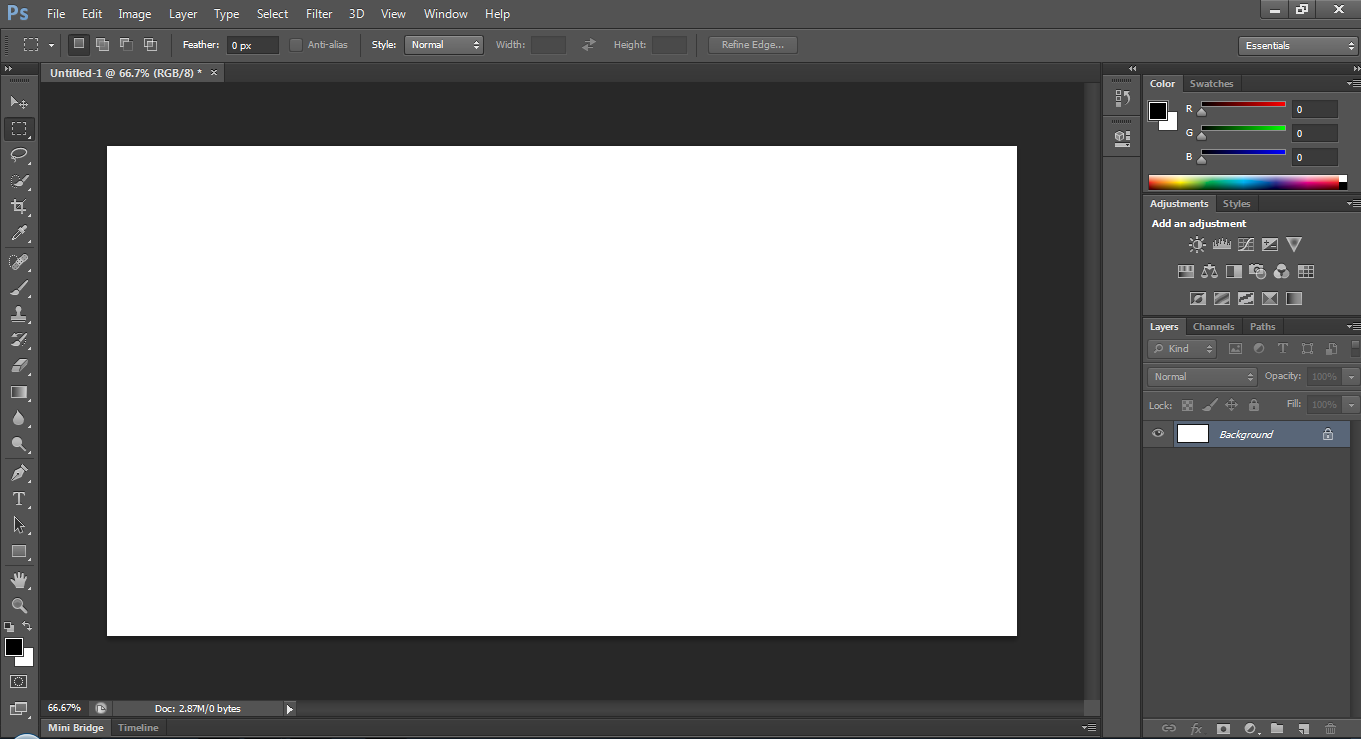 Ps File Edit Image Layer Type Select Filter 3D View Window Help
Feather: 0 px Anti-alias Style: Normal Width: Height: Refine Edge... Essentials
Untitled-1 @ 66.7% (RGB/8) * ×
Color Swatches
R 0
G 0
B 0
Adjustments Styles
Add an adjustment
Layers Channels Paths
Kind
Normal Opacity: 100%
Lock: Fill: 100%
Background
66.67% Doc: 2.87M/0 bytes
Mini Bridge Timeline